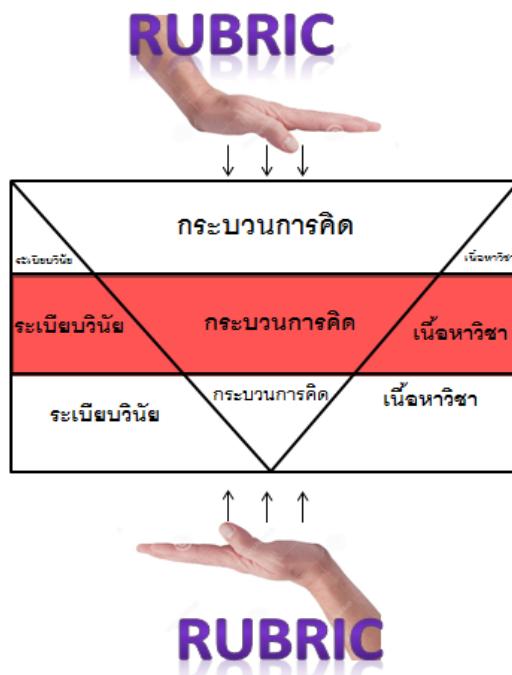 RUBRIC
กระบวนการคิด
ระเบียบวินัย
เนื้อหาวิชา
ระเบียบวินัย
กระบวนการคิด
เนื้อหาวิชา
ระเบียบวินัย
กระบวนการคิด
เนื้อหาวิชา
RUBRIC